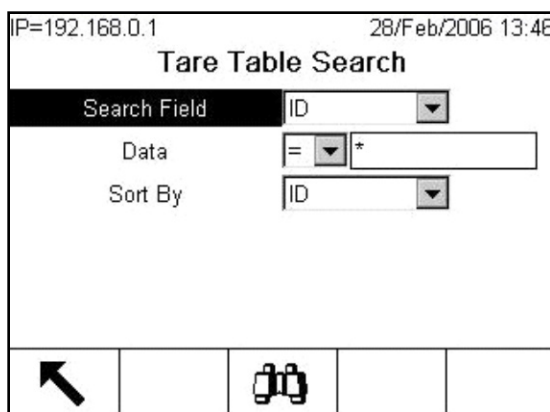 IP=192.168.0.1 28/Feb/2006 13:46
Tare Table Search
Search Field ID
Data = *
Sort By ID